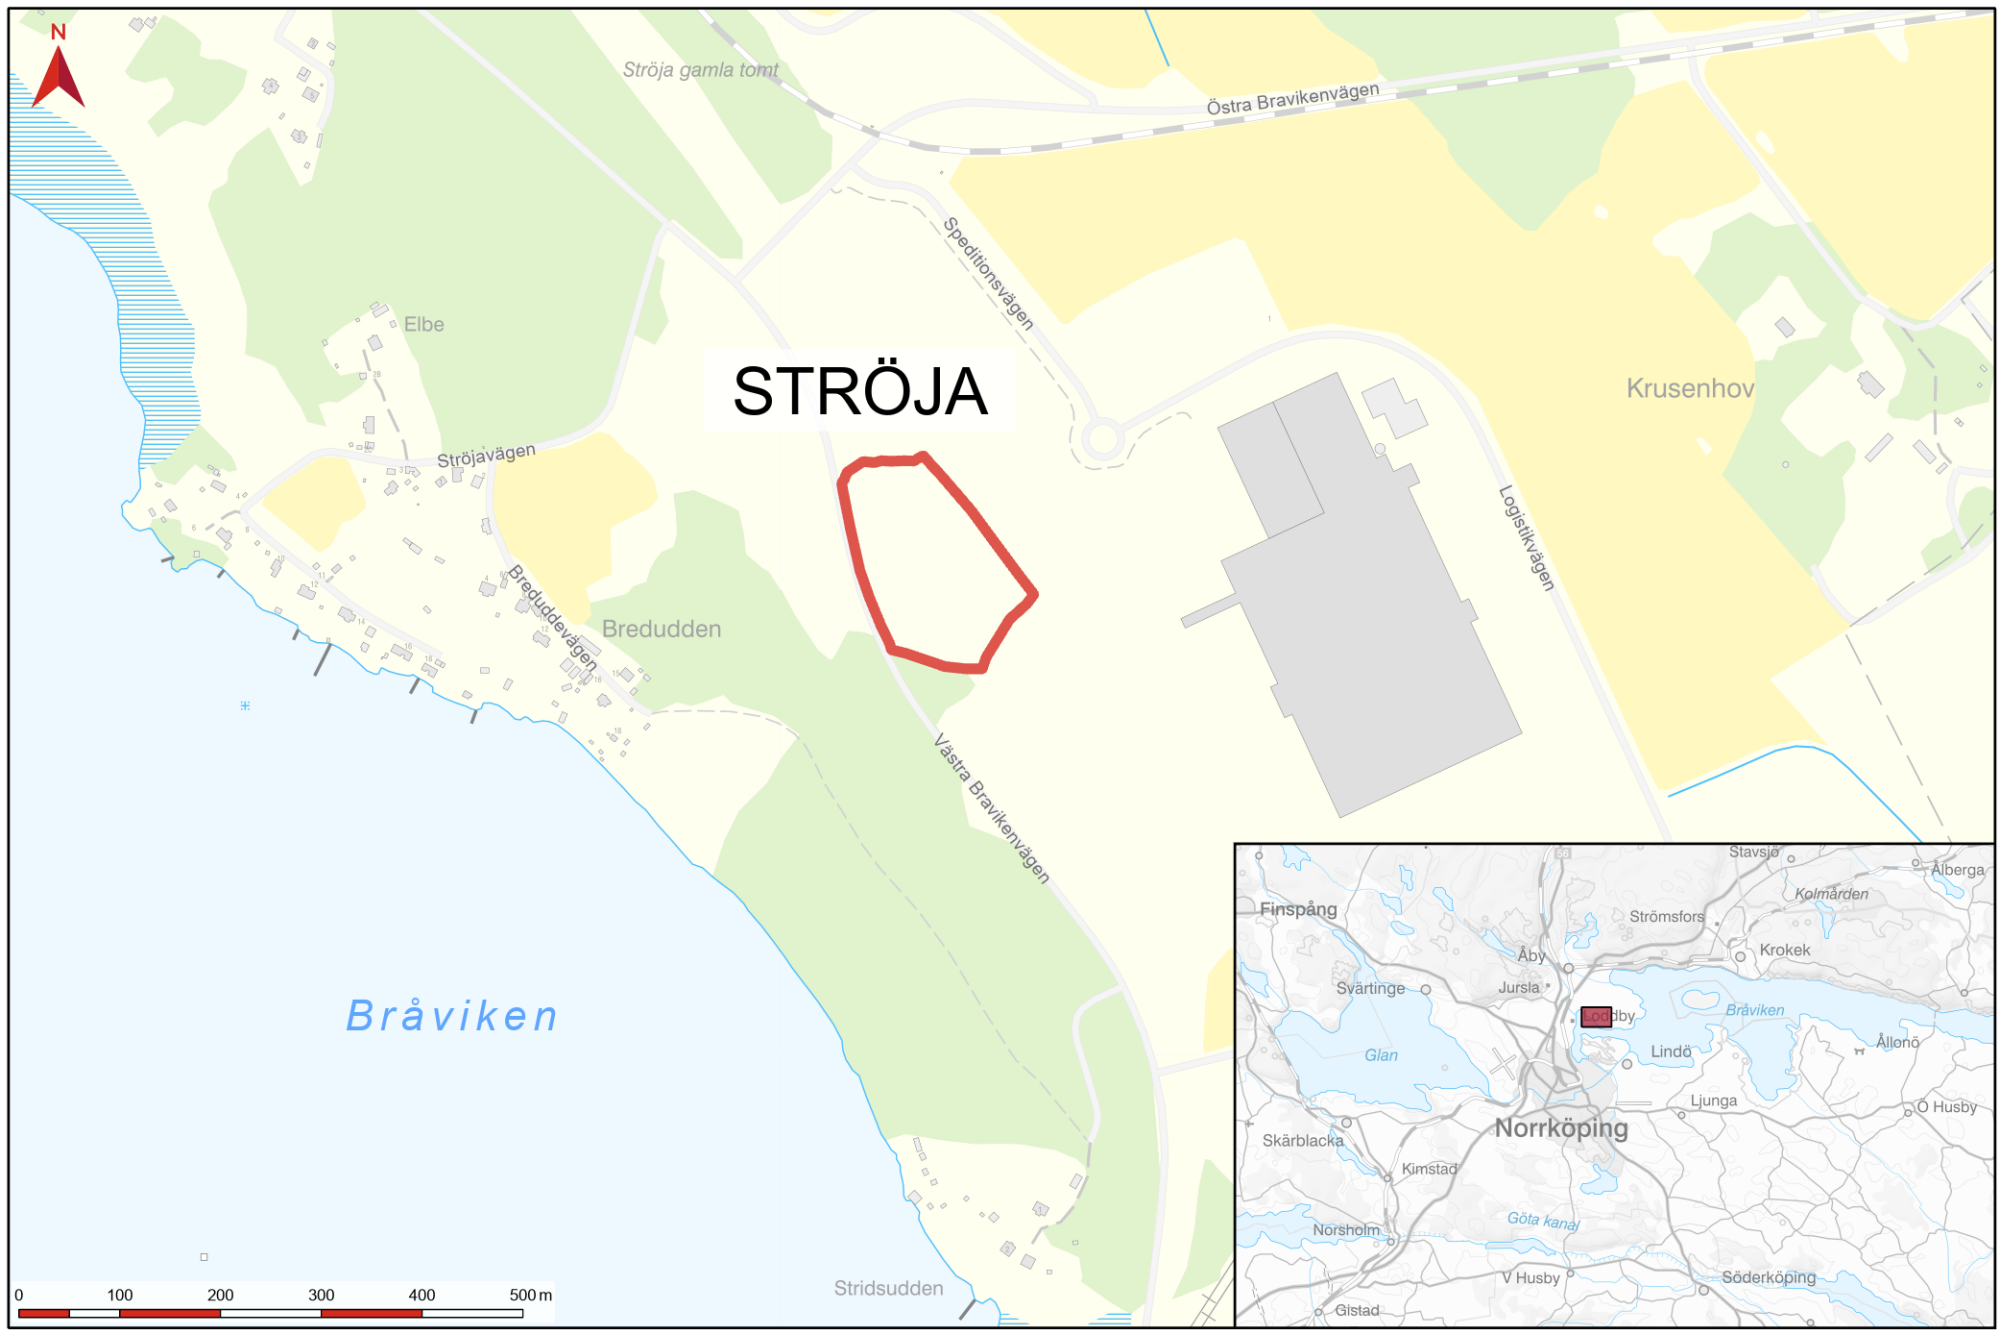 N
Ströja gamla tomt
Östra Bravikenvägen
Speditionsvägen
Elbe
STRÖJA
Krusenhov
Ströjavägen
Logistikvägen
Breduddevägen
Bredudden
Västra Bravikenvägen
Bråviken
Stridsudden
0 100 200 300 400 500 m
56
Stavsjö
Ålberga
Kolmården
Finspång
Strömsfors
Åby
Krokek
Svärtinge
Jursla
Loddby
Bråviken
Glan
Lindö
Ållonö
Ljunga
Ö Husby
Norrköping
Skärblacka
Kimstad
Norsholm
Göta kanal
V Husby
Söderköping
Gistad